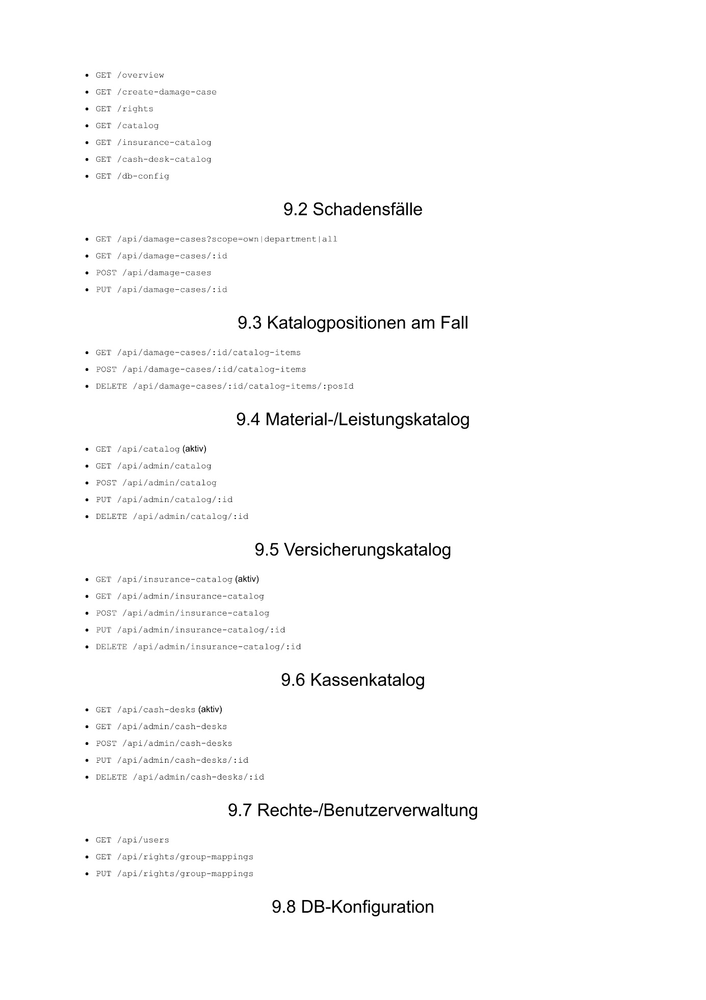 • GET /overview
• GET /create-damage-case
• GET /rights
• GET /catalog
• GET /insurance-catalog
• GET /cash-desk-catalog
• GET /db-config
9.2 Schadensfälle
• GET /api/damage-cases?scope=own|department|all
• GET /api/damage-cases/:id
• POST /api/damage-cases
• PUT /api/damage-cases/:id
9.3 Katalogpositionen am Fall
• GET /api/damage-cases/:id/catalog-items
• POST /api/damage-cases/:id/catalog-items
• DELETE /api/damage-cases/:id/catalog-items/:posId
9.4 Material-/Leistungskatalog
• GET /api/catalog (aktiv)
• GET /api/admin/catalog
• POST /api/admin/catalog
• PUT /api/admin/catalog/:id
• DELETE /api/admin/catalog/:id
9.5 Versicherungskatalog
• GET /api/insurance-catalog (aktiv)
• GET /api/admin/insurance-catalog
• POST /api/admin/insurance-catalog
• PUT /api/admin/insurance-catalog/:id
• DELETE /api/admin/insurance-catalog/:id
9.6 Kassenkatalog
• GET /api/cash-desks (aktiv)
• GET /api/admin/cash-desks
• POST /api/admin/cash-desks
• PUT /api/admin/cash-desks/:id
• DELETE /api/admin/cash-desks/:id
9.7 Rechte-/Benutzerverwaltung
• GET /api/users
• GET /api/rights/group-mappings
• PUT /api/rights/group-mappings
9.8 DB-Konfiguration